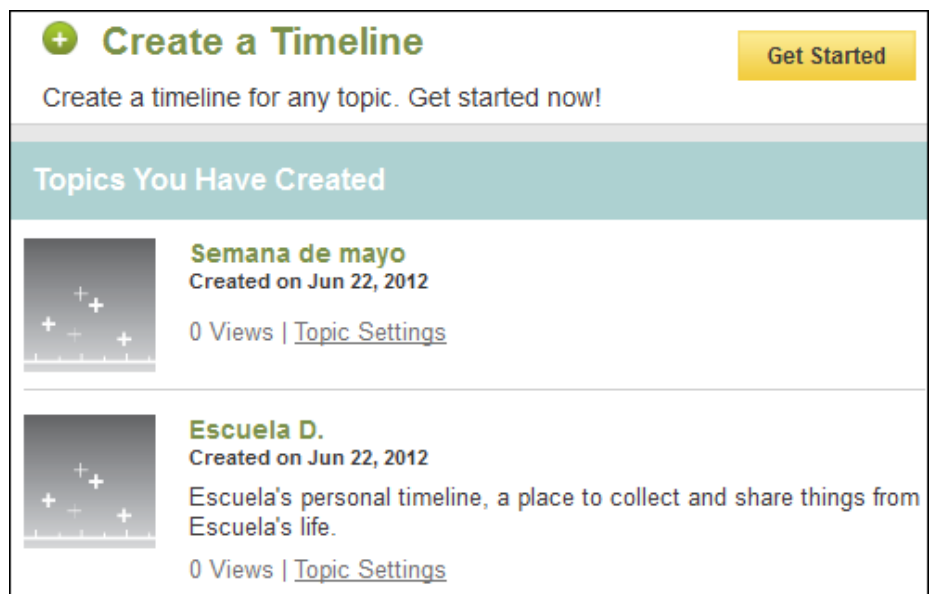 Create a Timeline
Get Started
Create a timeline for any topic. Get started now!
Topics You Have Created
Semana de mayo
Created on Jun 22, 2012
0 Views | Topic Settings
Escuela D.
Created on Jun 22, 2012
Escuela's personal timeline, a place to collect and share things from
Escuela's life.
0 Views | Topic Settings